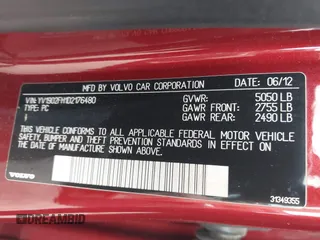 MFD BY VOLVO CAR CORPORATION DATE: 06/12
VIN: YV1902FH1D2176480 GVWR: 5050 LB
TYPE: PC GAWR FRONT: 2755 LB
GAWR REAR: 2490 LB
THIS VEHICLE CONFORMS TO ALL APPLICABLE FEDERAL MOTOR VEHICLE
SAFETY, BUMPER AND THEFT PREVENTION STANDARDS IN EFFECT ON THE
DATE OF MANUFACTURE SHOWN ABOVE.
VOLVO
31349355
DREAMBID